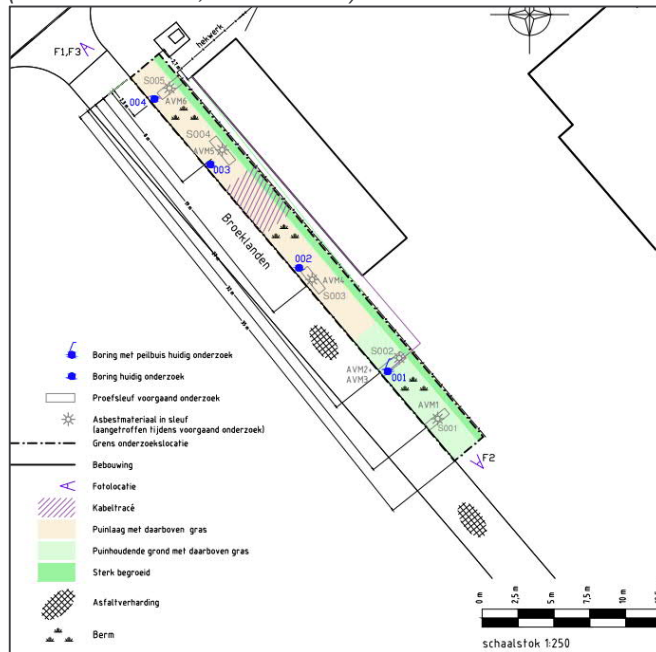 F1,F3
hekwerk
S005
004
AVM6
S004
AVM5
003
Broeklanden
002
AVM4
S003
S002
AVM2+
AVM3
001
AVM1
S001
F2
Boring met peilbuis huidig onderzoek
Boring huidig onderzoek
Proefsleuf voorgaand onderzoek
Asbestmateriaal in sleuf
(aangetroffen tijdens voorgaand onderzoek)
Grens onderzoekslocatie
Bebouwing
Fotolocatie
Kabeltracé
Puinlaag met daarboven gras
Puinhoudende grond met daarboven gras
Sterk begroeid
Asfaltverharding
Berm
0 m
2,5 m
5 m
7,5 m
10 m
schaalstok 1:250